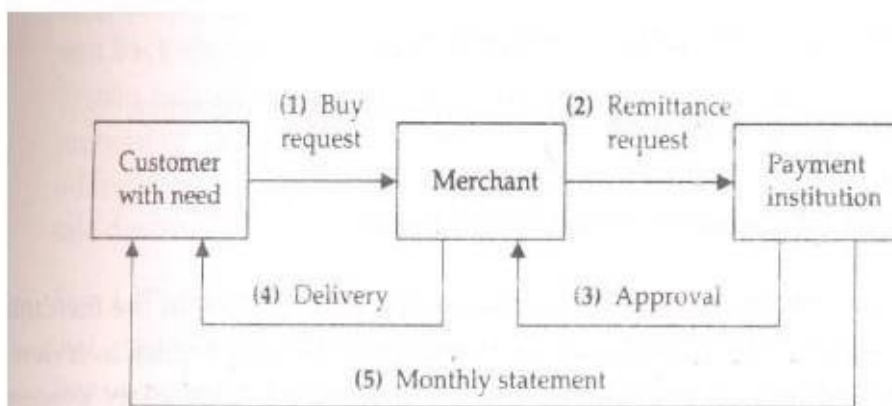 (1) Buy
request
(2) Remittance
request
Customer
with need
Merchant
Payment
institution
(4) Delivery
(3) Approval
(5) Monthly statement